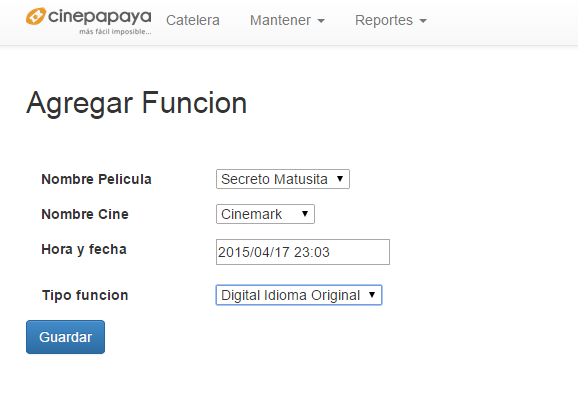 cinepapaya Catelera Mantener Reportes
más fácil imposible...
Agregar Funcion
Nombre Pelicula Secreto Matusita
Nombre Cine Cinemark
Hora y fecha 2015/04/17 23:03
Tipo funcion Digital Idioma Original
Guardar